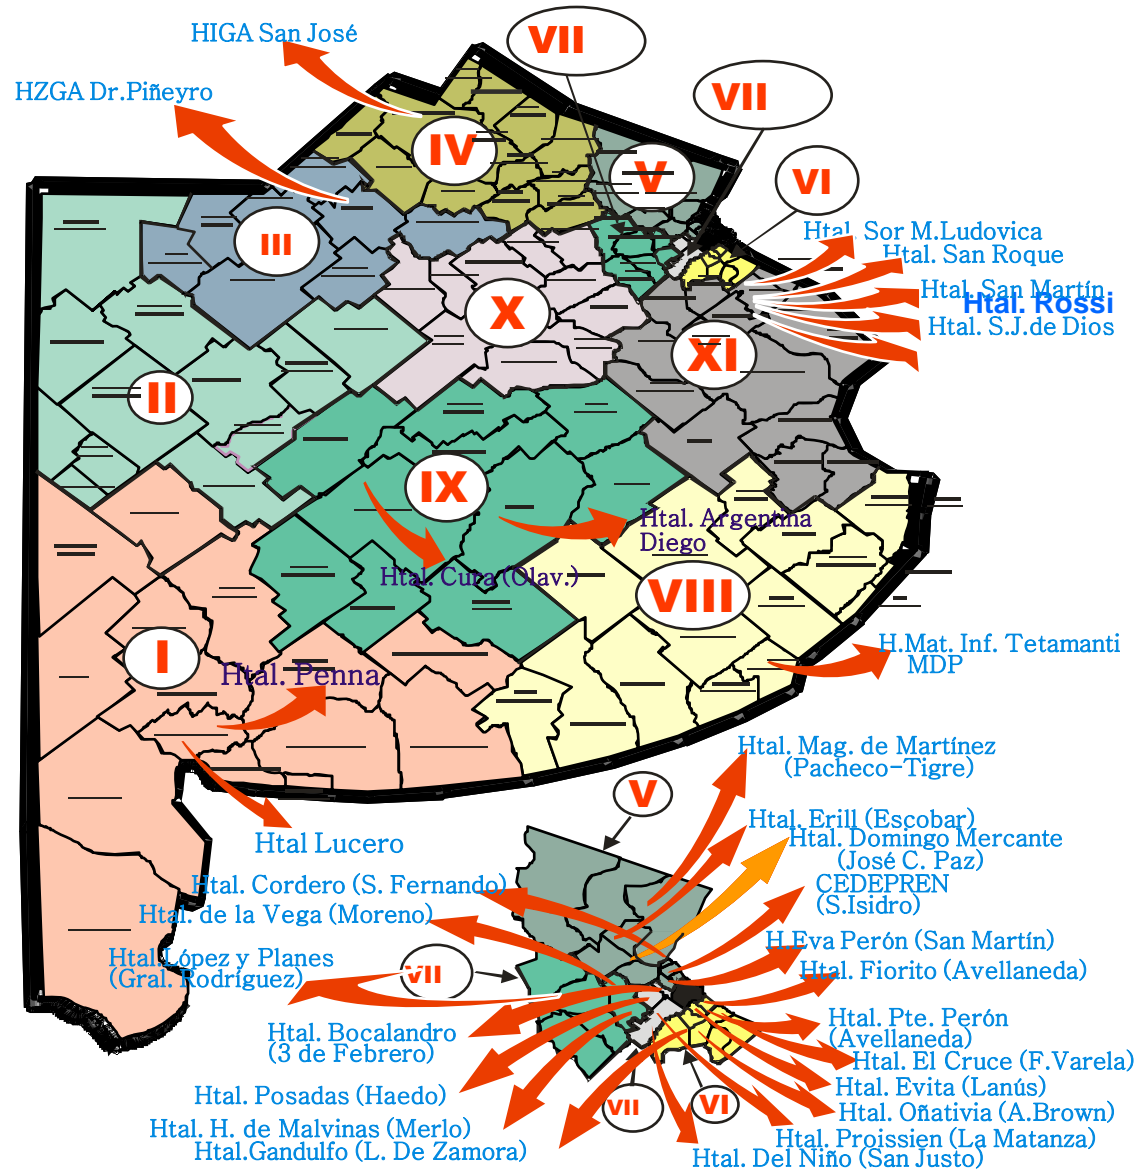 HIGA San José
VII
HZGA Dr.Piñeyro
VII
IV
V
VI
III
Htal. Sor M.Ludovica
Htal. San Roque
Htal. San Martín
Htal. Rossi
Htal. S.J.de Dios
X
XI
II
IX
Htal. Argentina
Diego
Htal. Cura (Olav.)
VIII
I
H.Mat. Inf. Tetamanti
MDP
Htal. Penna
Htal. Mag. de Martínez
(Pacheco-Tigre)
V
Htal. Erill (Escobar)
Htal Lucero
Htal. Domingo Mercante
(José C. Paz)
Htal. Cordero (S. Fernando)
CEDEPREN
(S.Isidro)
Htal. de la Vega (Moreno)
H.Eva Perón (San Martín)
Htal.López y Planes
(Gral. Rodríguez)
VII
Htal. Fiorito (Avellaneda)
Htal. Bocalandro
(3 de Febrero)
Htal. Pte. Perón
(Avellaneda)
Htal. El Cruce (F.Varela)
Htal. Evita (Lanús)
Htal. Posadas (Haedo)
VII
VI
Htal. Oñativia (A.Brown)
Htal. H. de Malvinas (Merlo)
Htal. Proissien (La Matanza)
Htal.Gandulfo (L. De Zamora)
Htal. Del Niño (San Justo)